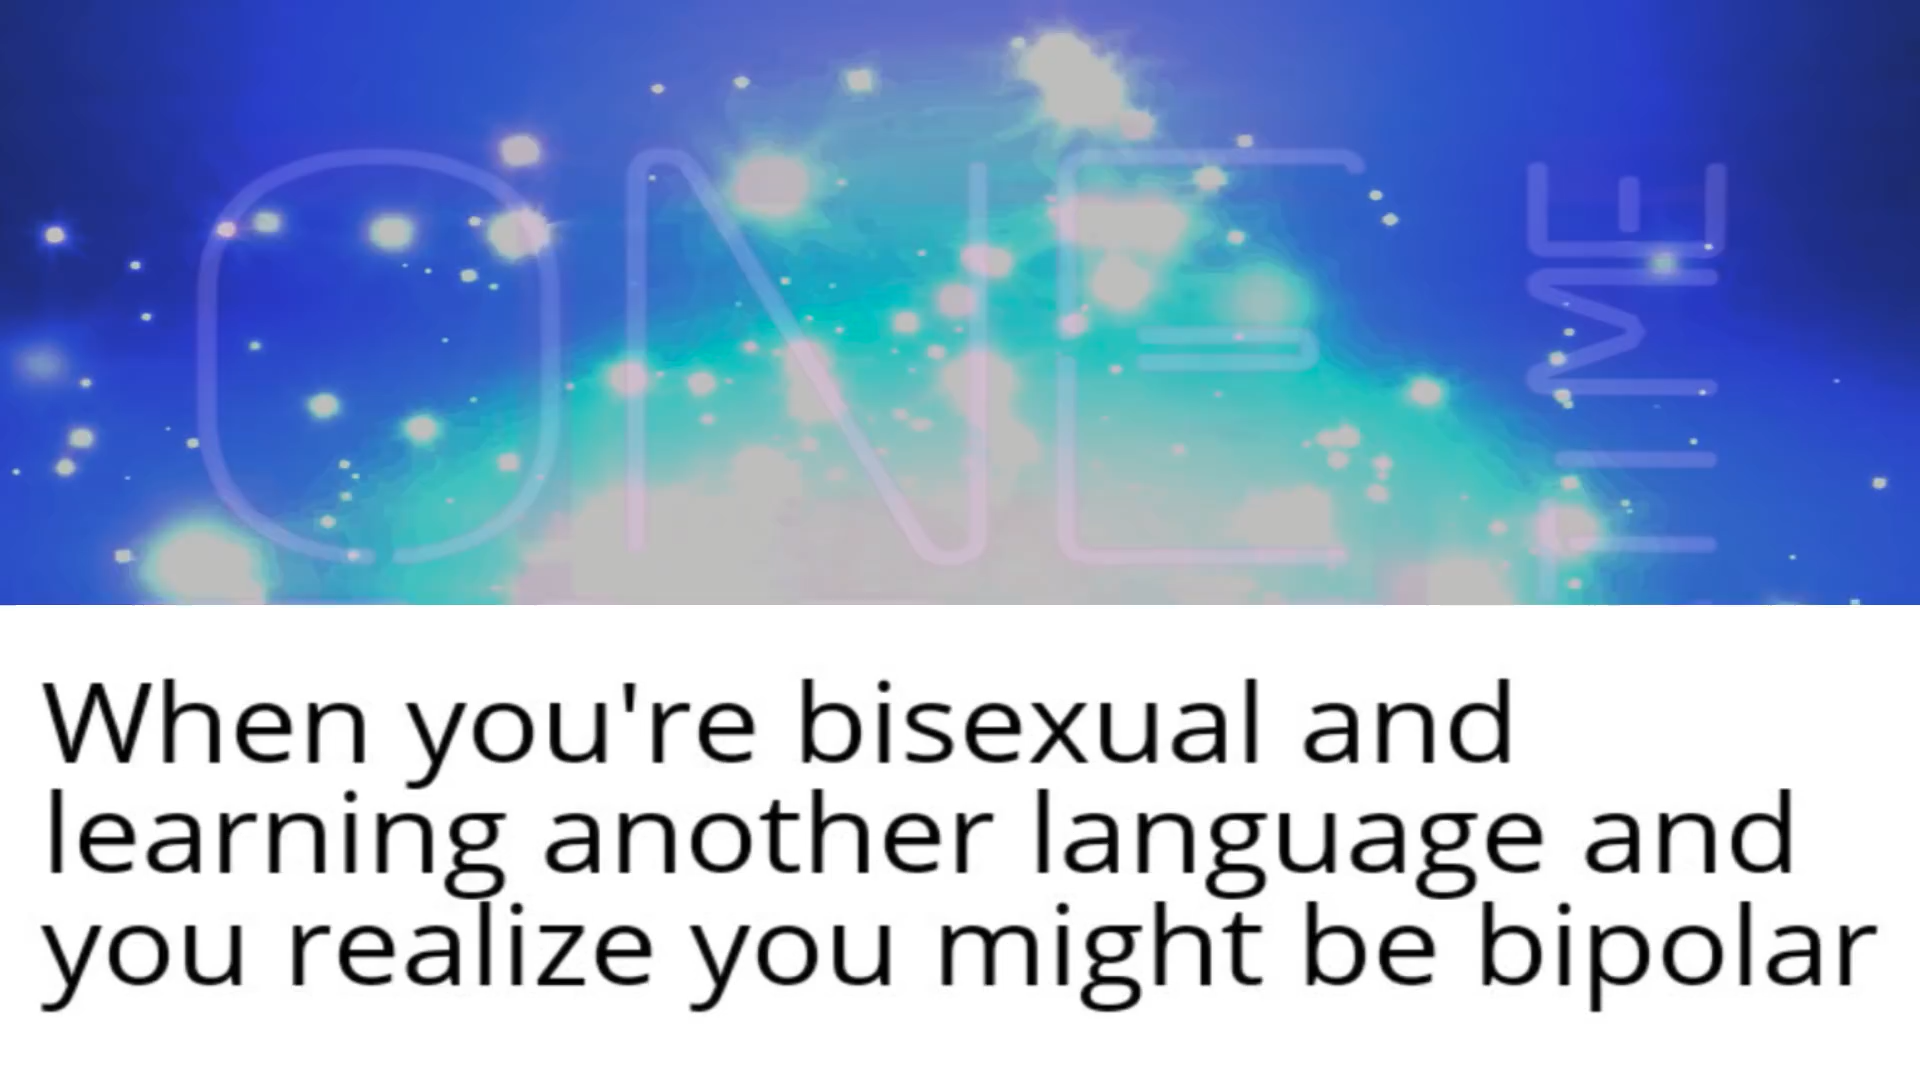 ONE TIME
When you're bisexual and
learning another language and
you realize you might be bipolar